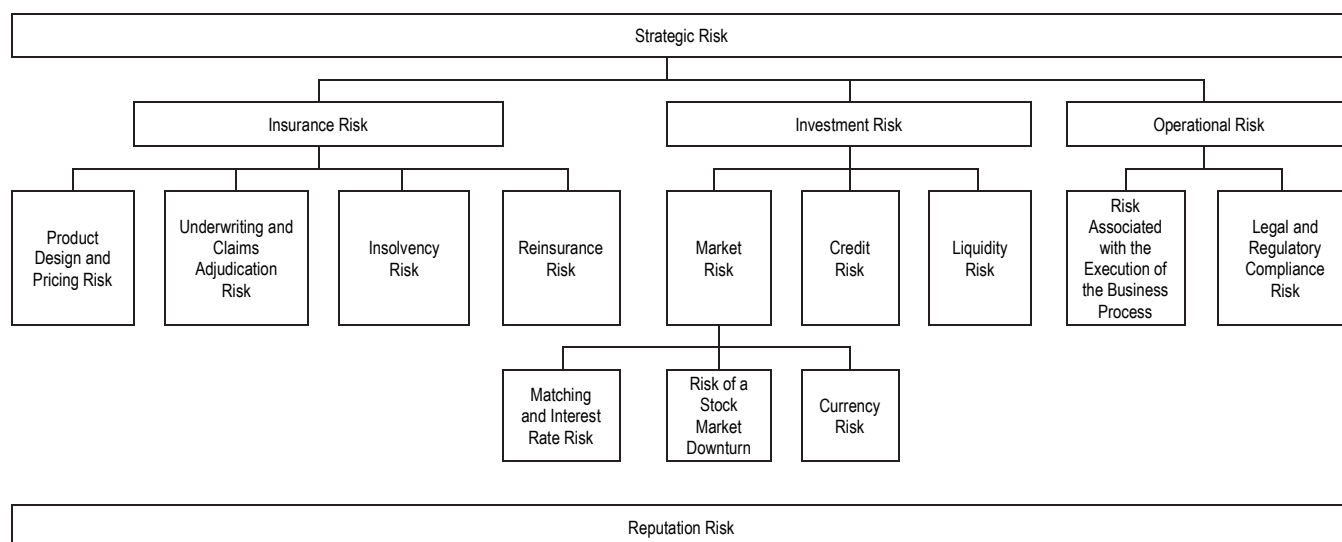 Strategic Risk
Insurance Risk
Investment Risk
Operational Risk
Product
Design and
Pricing Risk
Underwriting and
Claims
Adjudication
Risk
Insolvency
Risk
Reinsurance
Risk
Market
Risk
Credit
Risk
Liquidity
Risk
Risk
Associated
with the
Execution of
the Business
Process
Legal and
Regulatory
Compliance
Risk
Matching
and Interest
Rate Risk
Risk of a
Stock
Market
Downturn
Currency
Risk
Reputation Risk